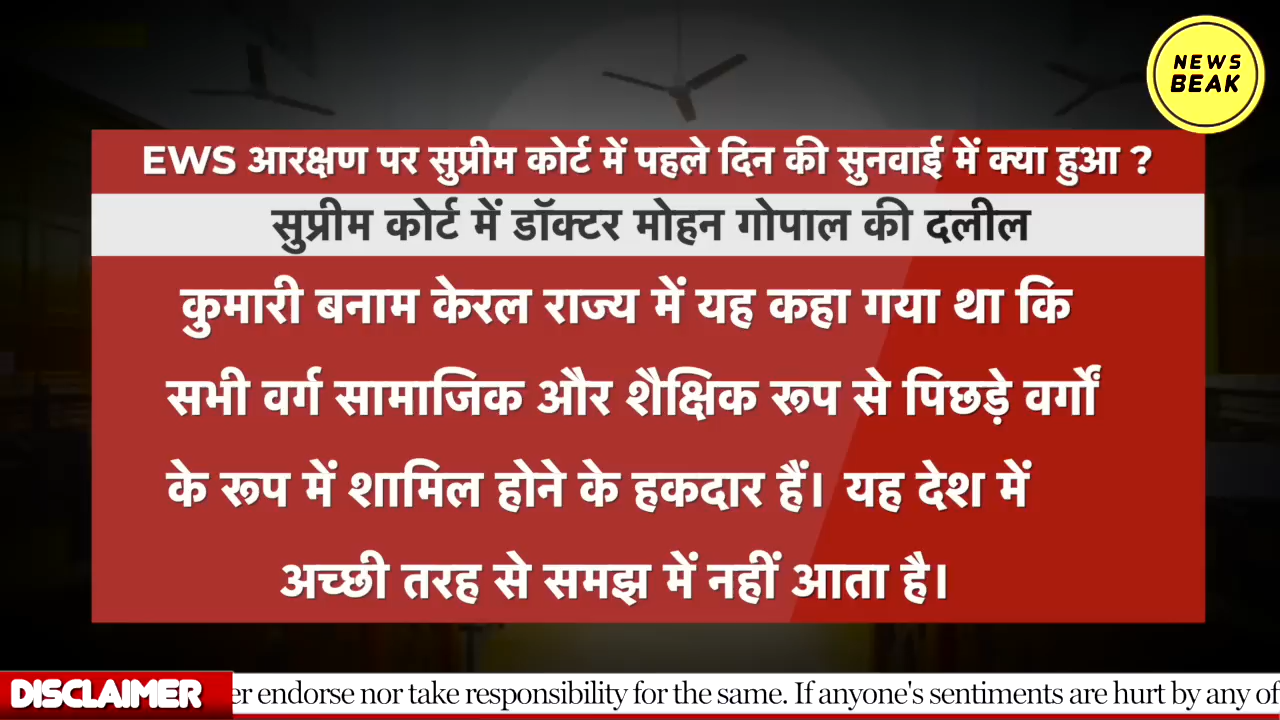 NEWS
BEAK
EWS आरक्षण पर सुप्रीम कोर्ट में पहले दिन की सुनवाई में क्या हुआ ?
सुप्रीम कोर्ट में डॉक्टर मोहन गोपाल की दलील
कुमारी बनाम केरल राज्य में यह कहा गया था कि
सभी वर्ग सामाजिक और शैक्षिक रूप से पिछड़े वर्गों
के रूप में शामिल होने के हकदार हैं। यह देश में
अच्छी तरह से समझ में नहीं आता है।
DISCLAIMER er endorse nor take responsibility for the same. If anyone's sentiments are hurt by any of